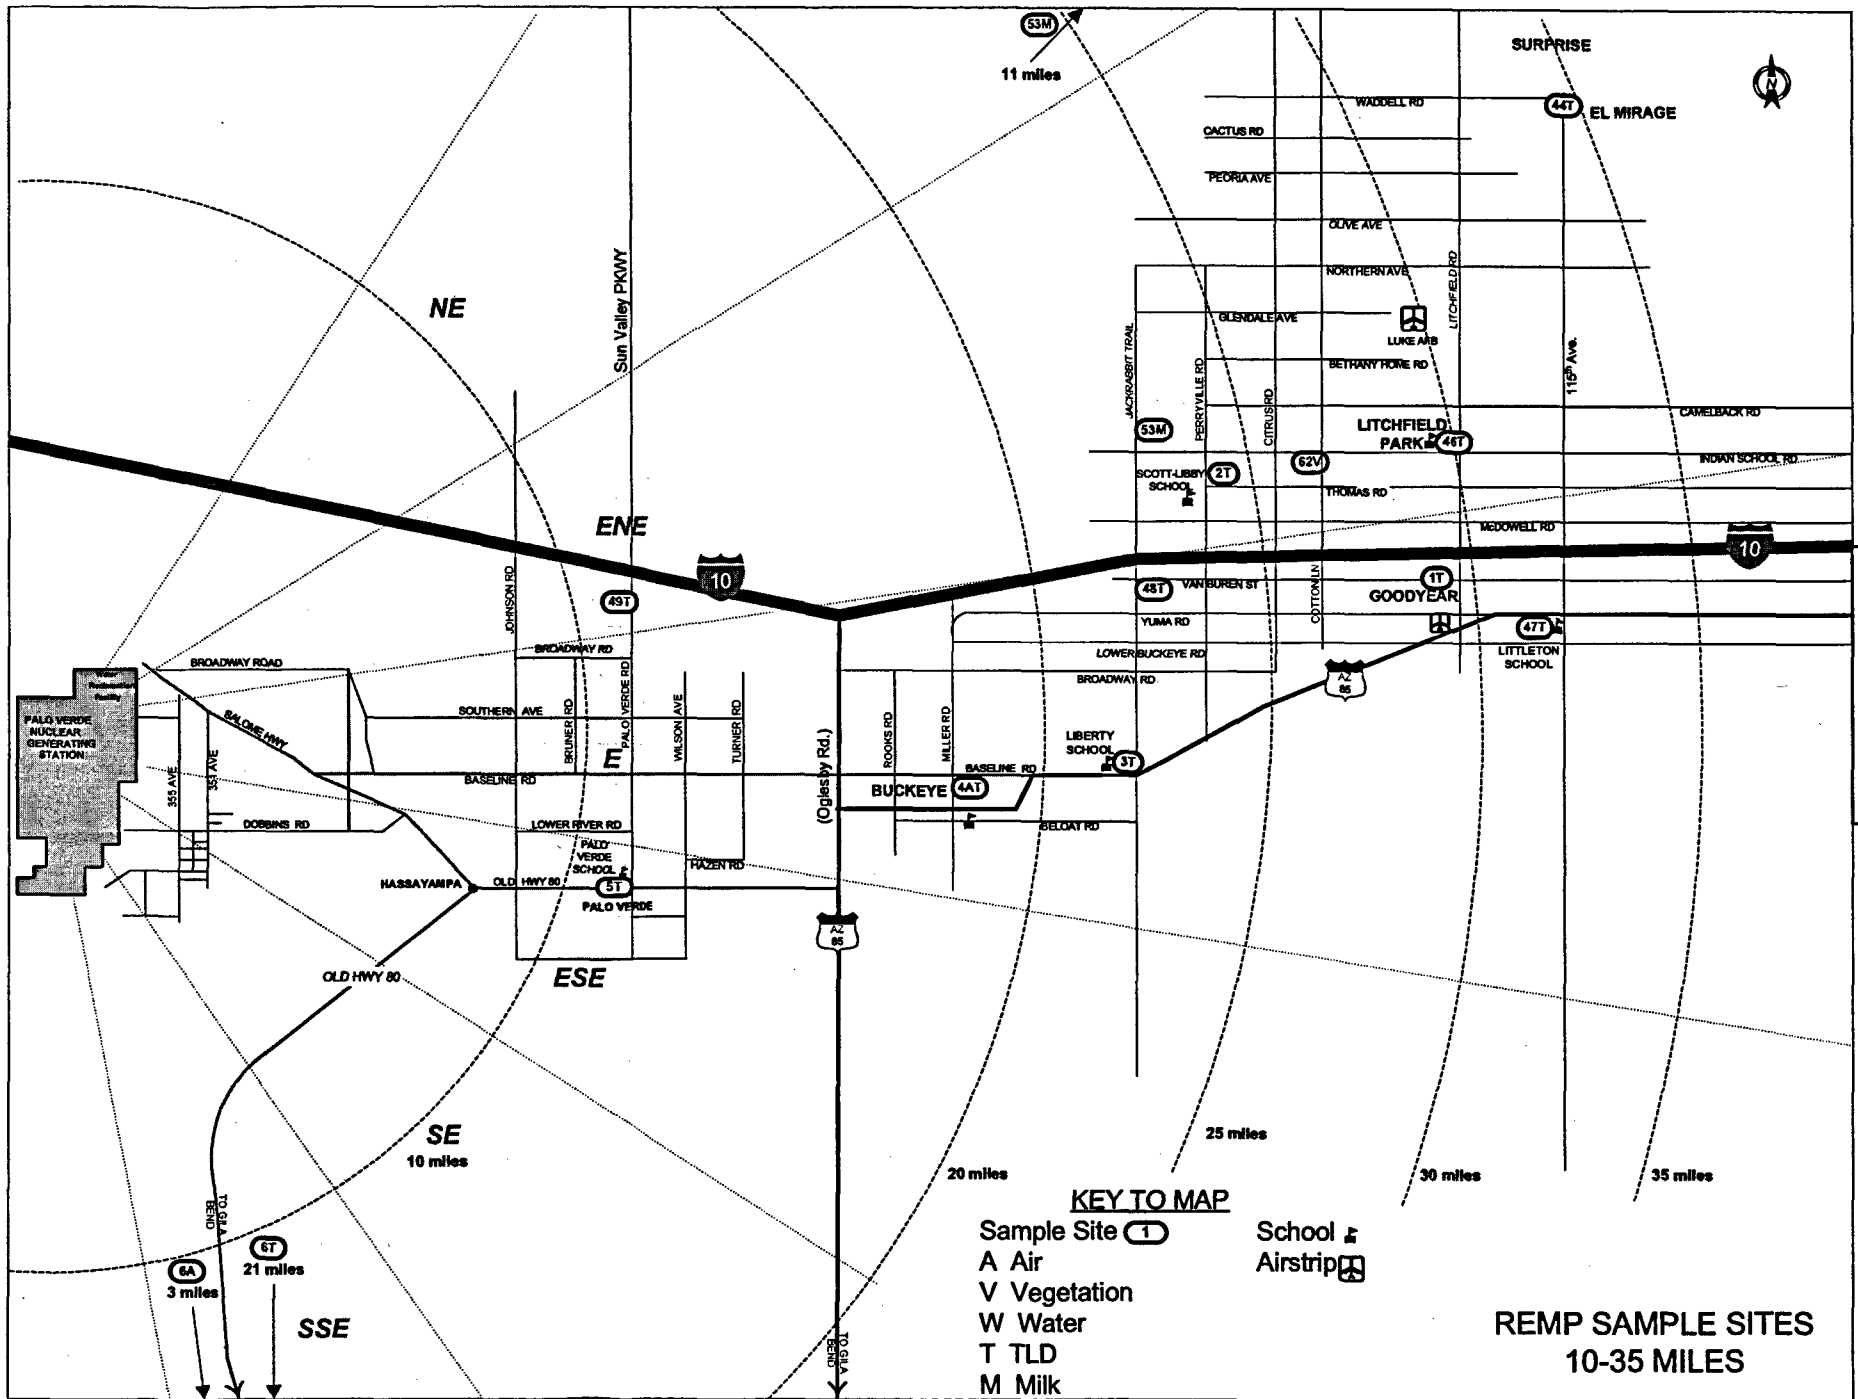 53M
11 miles
SURPRISE
N
WADDELL RD
44T
EL MIRAGE
CACTUS RD
PEORIA AVE
OLIVE AVE
NORTHERN AVE
LITCHFIELD RD
NE
Sun Valley PKWY
GLENDALE AVE
LUKE AFB
JACKRABBIT TRAIL
PERRYVILLE RD
BETHANY HOME RD
115th Ave.
CITRUS RD
CAMELBACK RD
53M
LITCHFIELD
PARK
46T
INDIAN SCHOOL RD
62V
SCOTT-LIBBY
SCHOOL
2T
THOMAS RD
McDOWELL RD
ENE
10
10
JOHNSON RD
49T
48T
VAN BUREN ST
COTTON LN
1T
GOODYEAR
YUMA RD
47T
LITTLETON
SCHOOL
BROADWAY RD
LOWER BUCKEYE RD
BROADWAY RD
AZ
85
BROADWAY ROAD
Water
Reclamation
Facility
PALO VERDE
NUCLEAR
GENERATING
STATION
SALOME HWY
355 AVE
351 AVE
SOUTHERN AVE
BRUNER RD
PALO VERDE RD
WILSON AVE
TURNER RD
(Oglesby Rd.)
ROOKS RD
MILLER RD
LIBERTY
SCHOOL
3T
E
BASELINE RD
BASELINE RD
BUCKEYE
4AT
DOBBINS RD
LOWER RIVER RD
BELOAT RD
PALO
VERDE
SCHOOL
HAZEN RD
HASSAYAMPA
OLD HWY 80
5T
PALO VERDE
AZ
85
OLD HWY 80
ESE
SE
10 miles
25 miles
20 miles
30 miles
35 miles
TO GILA
BEND
KEY TO MAP
Sample Site 1
School
A Air
Airstrip
V Vegetation
W Water
T TLD
M Milk
6T
21 miles
6A
3 miles
SSE
TO GILA
BEND
REMP SAMPLE SITES
10-35 MILES